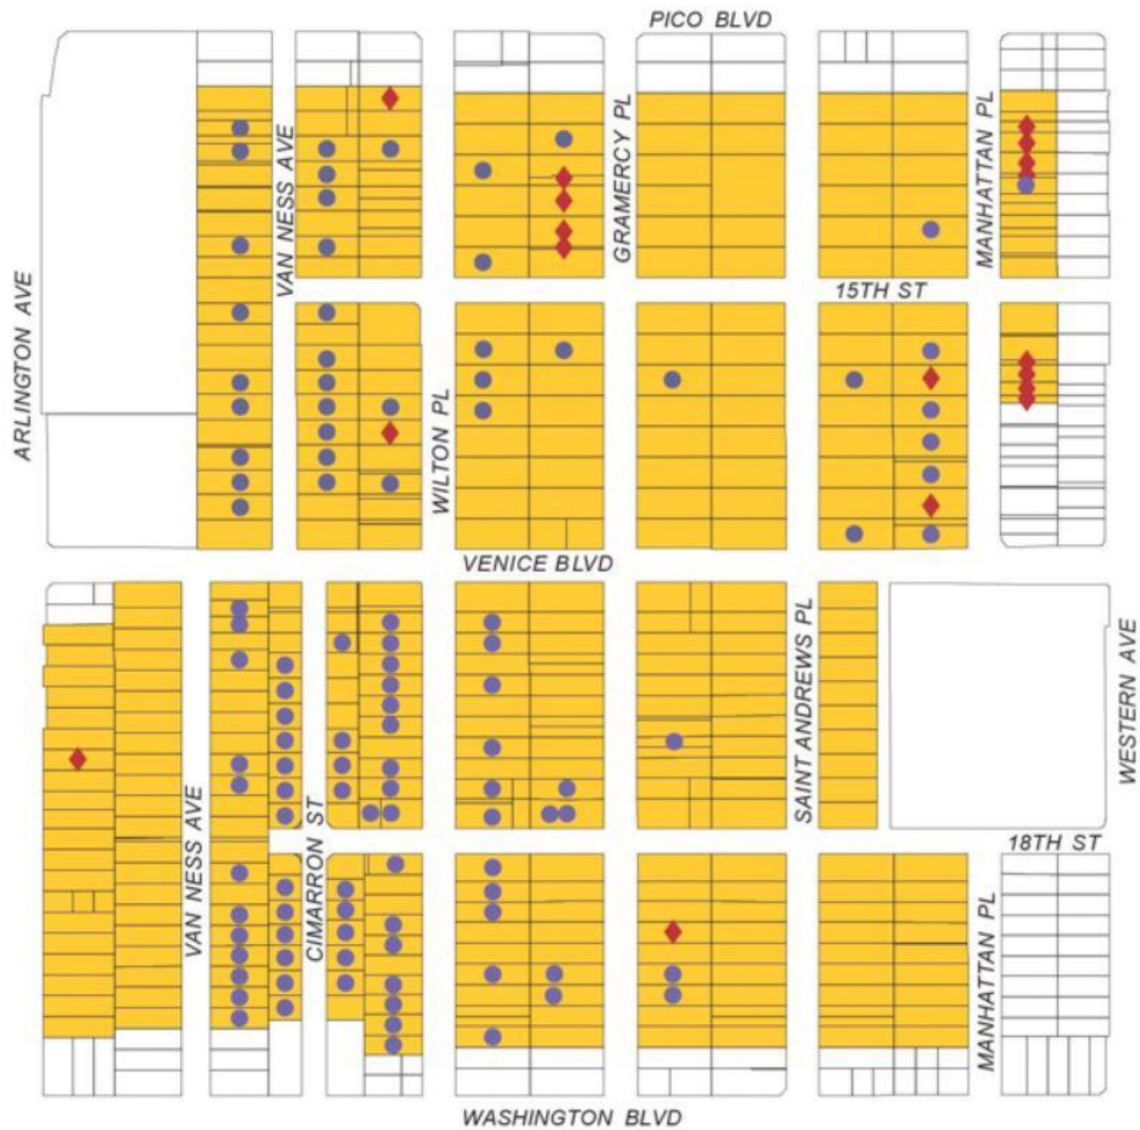 PICO BLVD
GRAMERCY PL
MANHATTAN PL
VAN NESS AVE
ARLINGTON AVE
15TH ST
WILTON PL
VENICE BLVD
SAINT ANDREWS PL
WESTERN AVE
VAN NESS AVE
CIMARRON ST
18TH ST
MANHATTAN PL
WASHINGTON BLVD